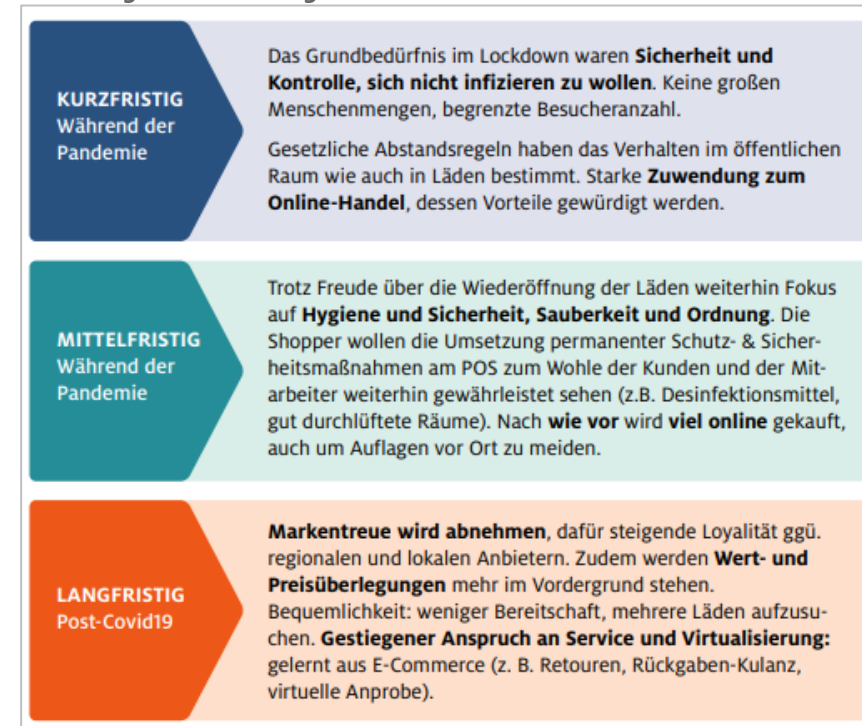 KURZFRISTIG
Während der
Pandemie
Das Grundbedürfnis im Lockdown waren Sicherheit und
Kontrolle, sich nicht infizieren zu wollen. Keine großen
Menschenmengen, begrenzte Besucheranzahl.
Gesetzliche Abstandsregeln haben das Verhalten im öffentlichen
Raum wie auch in Läden bestimmt. Starke Zuwendung zum
Online-Handel, dessen Vorteile gewürdigt werden.
MITTELFRISTIG
Während der
Pandemie
Trotz Freude über die Wiederöffnung der Läden weiterhin Fokus
auf Hygiene und Sicherheit, Sauberkeit und Ordnung. Die
Shopper wollen die Umsetzung permanenter Schutz- & Sicher-
heitsmaßnahmen am POS zum Wohle der Kunden und der Mit-
arbeiter weiterhin gewährleistet sehen (z.B. Desinfektionsmittel,
gut durchlüftete Räume). Nach wie vor wird viel online gekauft,
auch um Auflagen vor Ort zu meiden.
LANGFRISTIG
Post-Covid19
Markentreue wird abnehmen, dafür steigende Loyalität ggü.
regionalen und lokalen Anbietern. Zudem werden Wert- und
Preisüberlegungen mehr im Vordergrund stehen.
Bequemlichkeit: weniger Bereitschaft, mehrere Läden aufzusu-
chen. Gestiegener Anspruch an Service und Virtualisierung:
gelernt aus E-Commerce (z. B. Retouren, Rückgaben-Kulanz,
virtuelle Anprobe).